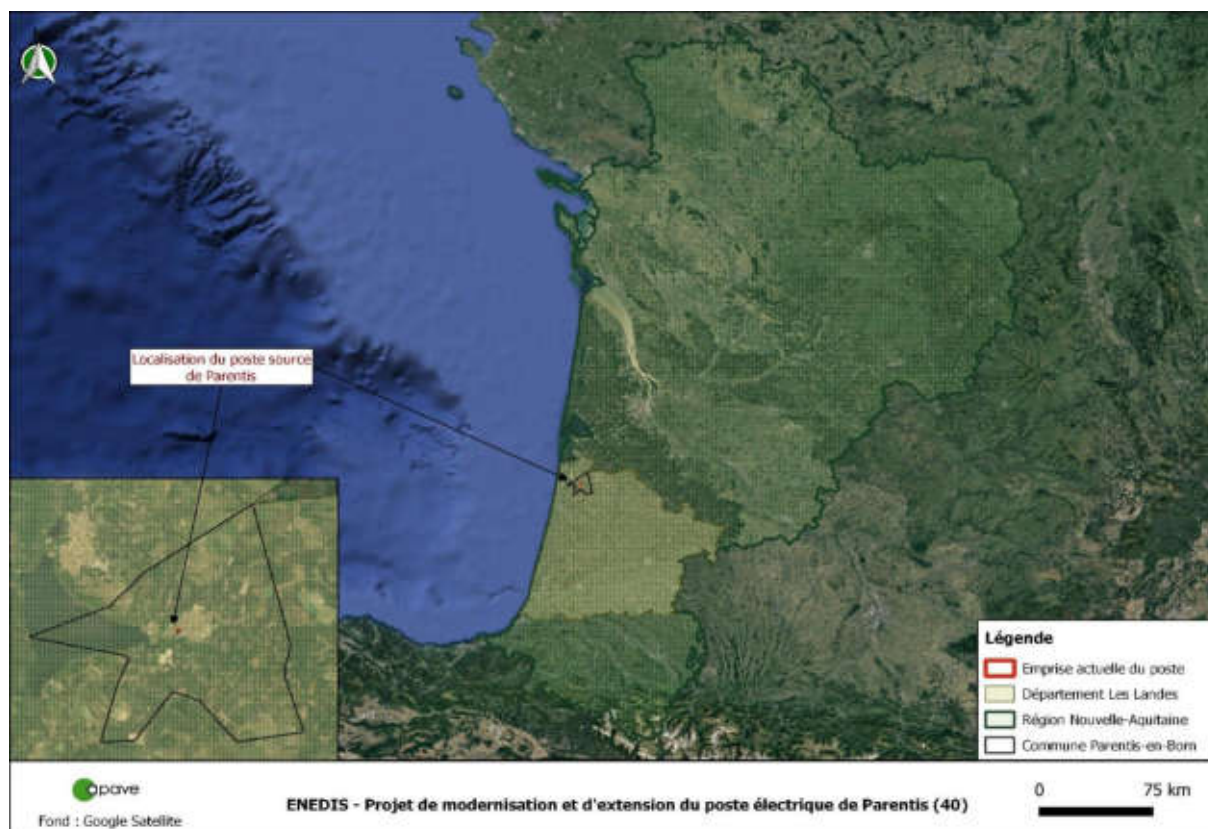 Localisation du poste source
de Parentis
Légende
Emprise actuelle du poste
Département Les Landes
Région Nouvelle-Aquitaine
Commune Parentis-en-Born
apave
Fond : Google Satellite
ENEDIS - Projet de modernisation et d'extension du poste électrique de Parentis (40)
0 75 km